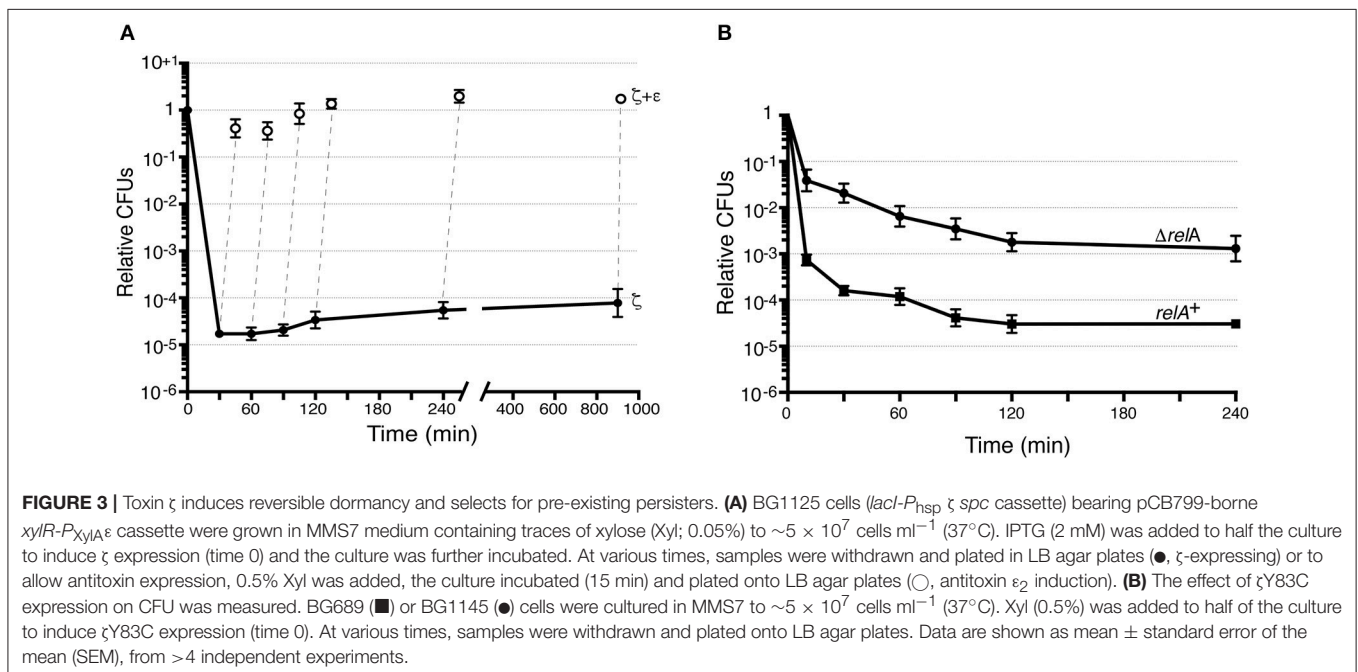 A
10+1
1
10-1
10-2
10-3
10-4
10-5
10-6
Relative CFUs
ζ+ε
ζ
0 60 120 240 400 600 800 1000
Time (min)
B
1
10-1
10-2
10-3
10-4
10-5
10-6
Relative CFUs
ΔrelA
relA+
0 60 120 180 240
Time (min)
FIGURE 3 | Toxin ζ induces reversible dormancy and selects for pre-existing persisters. (A) BG1125 cells (lacI-Phsp ζ spc cassette) bearing pCB799-borne
xylR-PXylAε cassette were grown in MMS7 medium containing traces of xylose (Xyl; 0.05%) to ~5 × 10⁷ cells ml⁻¹ (37°C). IPTG (2 mM) was added to half the culture
to induce ζ expression (time 0) and the culture was further incubated. At various times, samples were withdrawn and plated in LB agar plates (●, ζ-expressing) or to
allow antitoxin expression, 0.5% Xyl was added, the culture incubated (15 min) and plated onto LB agar plates (○, antitoxin ε₂ induction). (B) The effect of ζY83C
expression on CFU was measured. BG689 (■) or BG1145 (●) cells were cultured in MMS7 to ~5 × 10⁷ cells ml⁻¹ (37°C). Xyl (0.5%) was added to half of the culture
to induce ζY83C expression (time 0). At various times, samples were withdrawn and plated onto LB agar plates. Data are shown as mean ± standard error of the
mean (SEM), from >4 independent experiments.